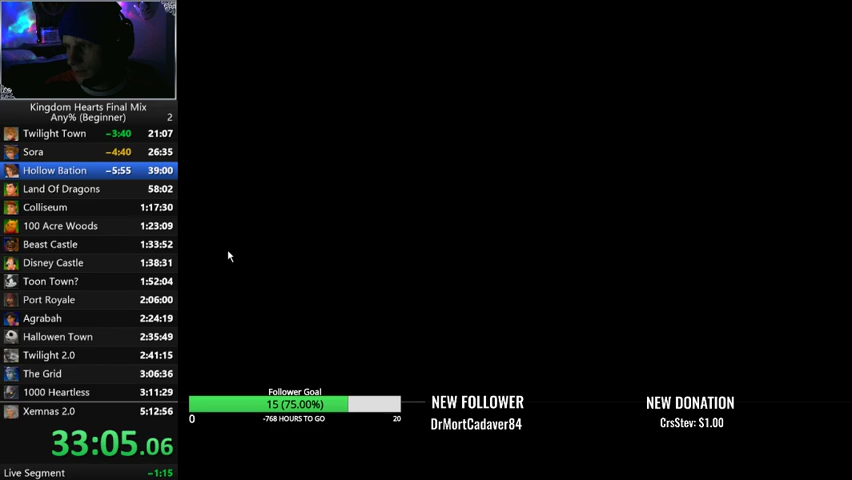 Kingdom Hearts Final Mix
Any% (Beginner) 2
Twilight Town −3:40 21:07
Sora −4:40 26:35
Hollow Bation −5:55 39:00
Land Of Dragons 58:02
Colliseum 1:17:30
100 Acre Woods 1:23:09
Beast Castle 1:33:52
Disney Castle 1:38:31
Toon Town? 1:52:04
Port Royale 2:06:00
Agrabah 2:24:19
Hallowen Town 2:35:49
Twilight 2.0 2:41:15
The Grid 3:06:36
1000 Heartless 3:11:29
Xemnas 2.0 5:12:56
33:05.06
Live Segment −1:15
Follower Goal
15 (75.00%)
0 -768 HOURS TO GO 20
NEW FOLLOWER
DrMortCadaver84
NEW DONATION
CrsStev: $1.00